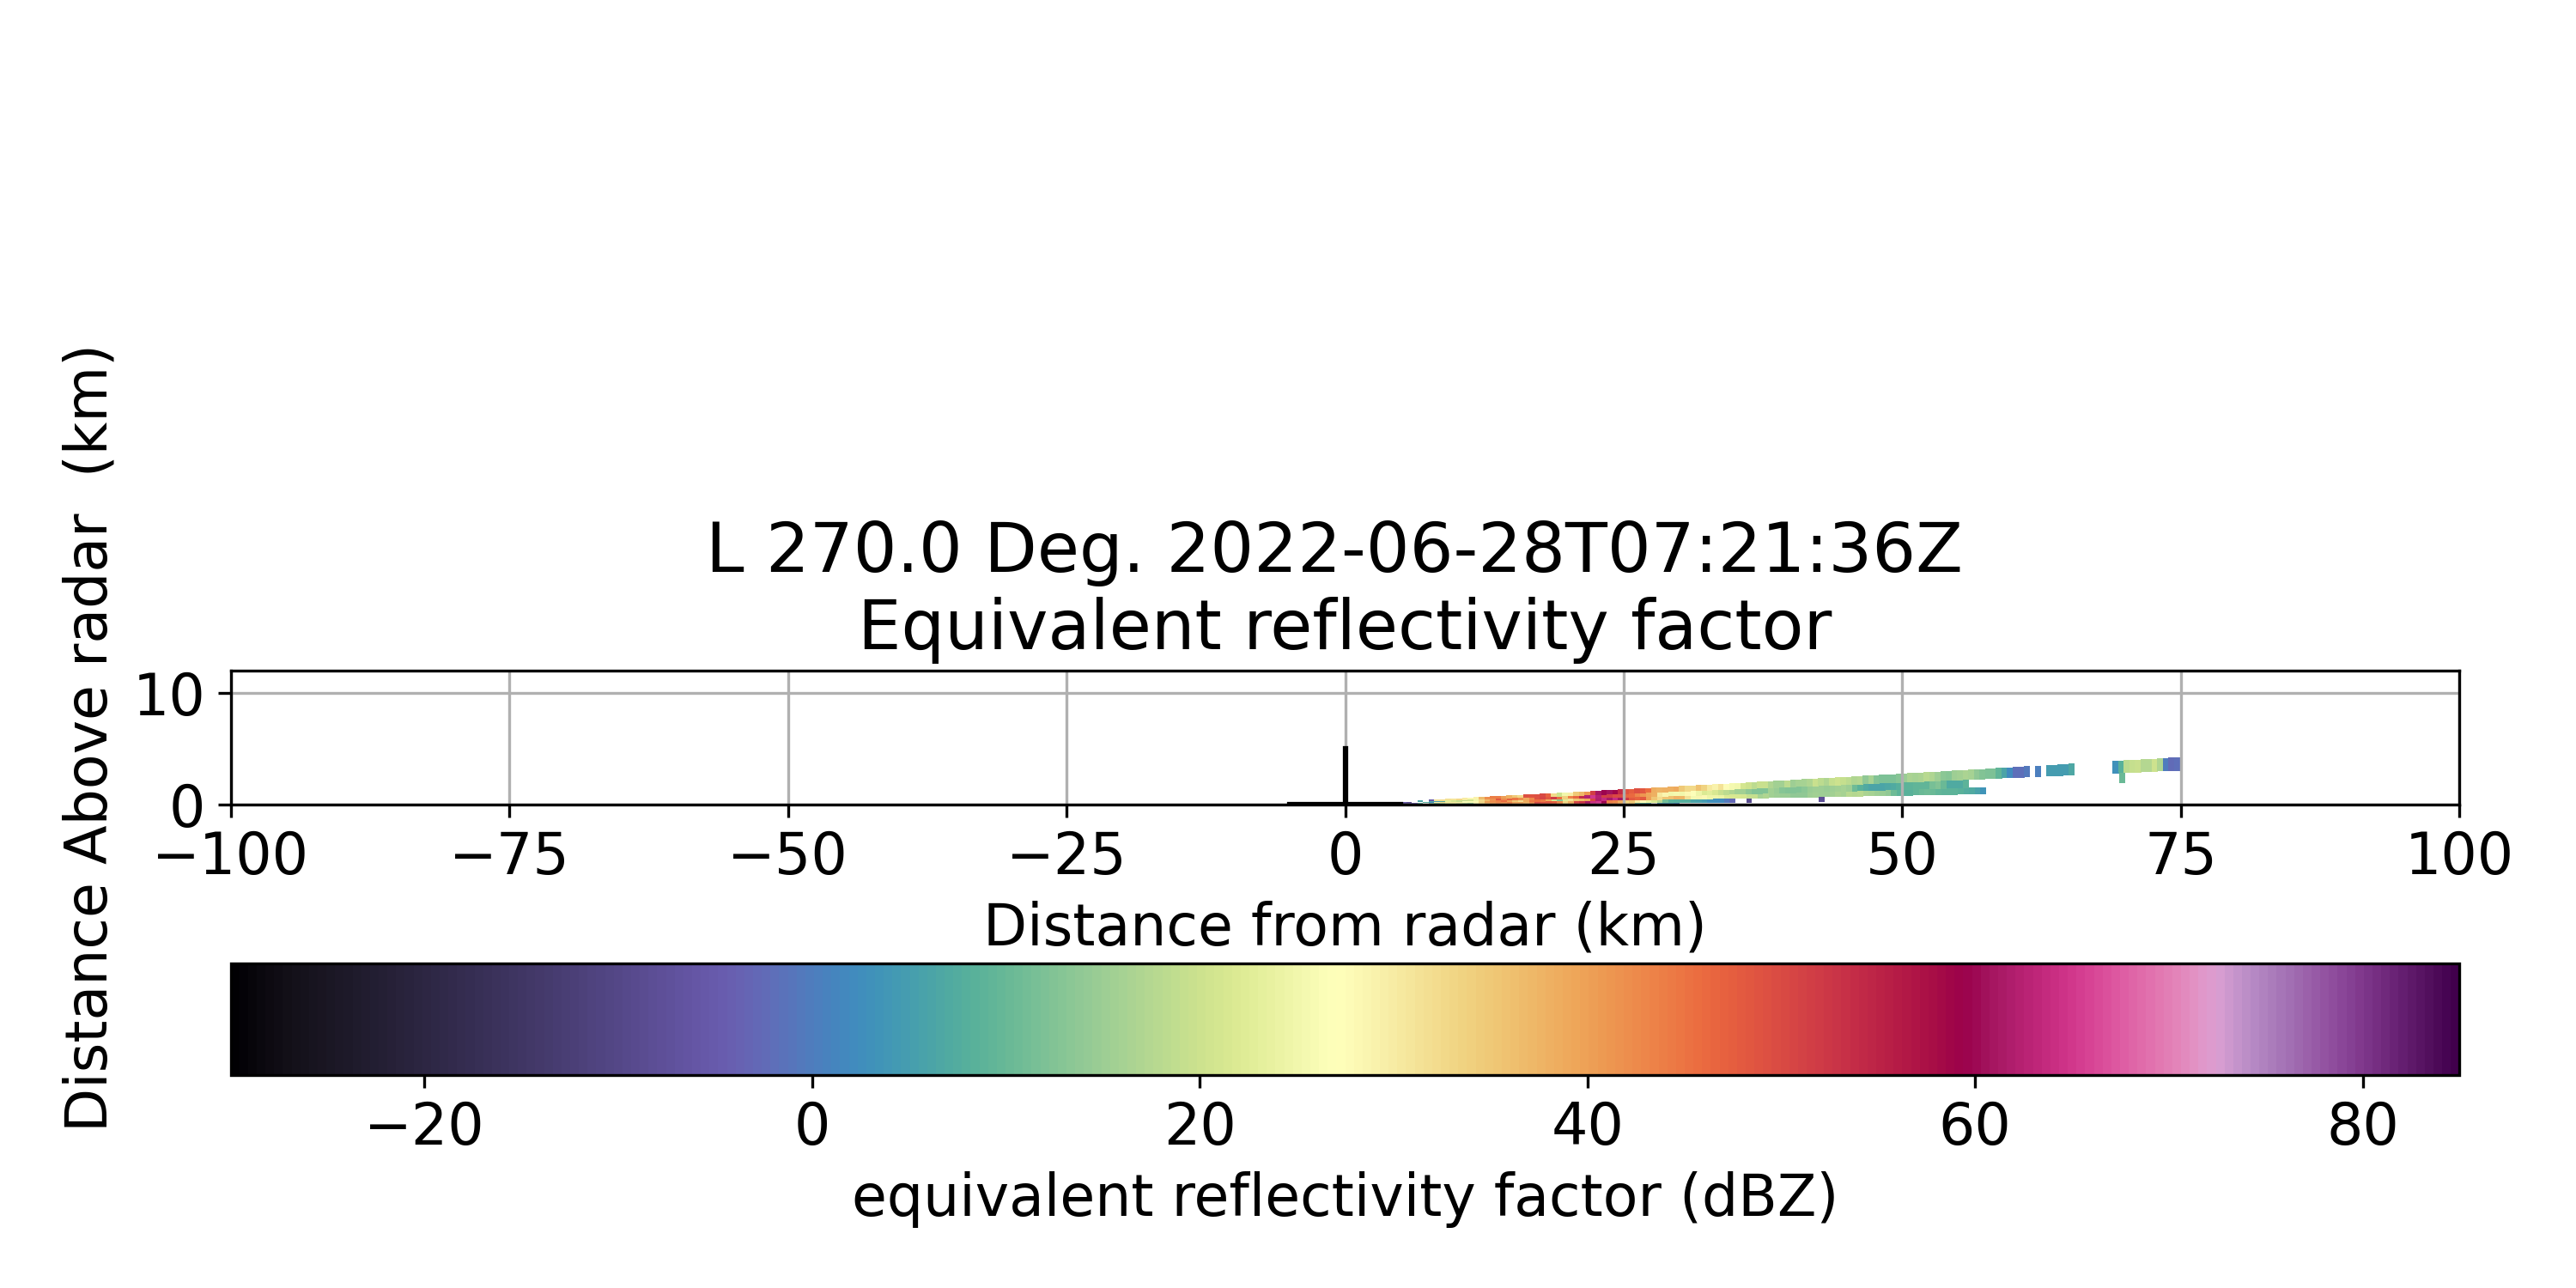 L 270.0 Deg. 2022-06-28T07:21:36Z
Equivalent reflectivity factor
Distance Above radar  (km)
10
0
−100 −75 −50 −25 0 25 50 75 100
Distance from radar (km)
−20 0 20 40 60 80
equivalent reflectivity factor (dBZ)